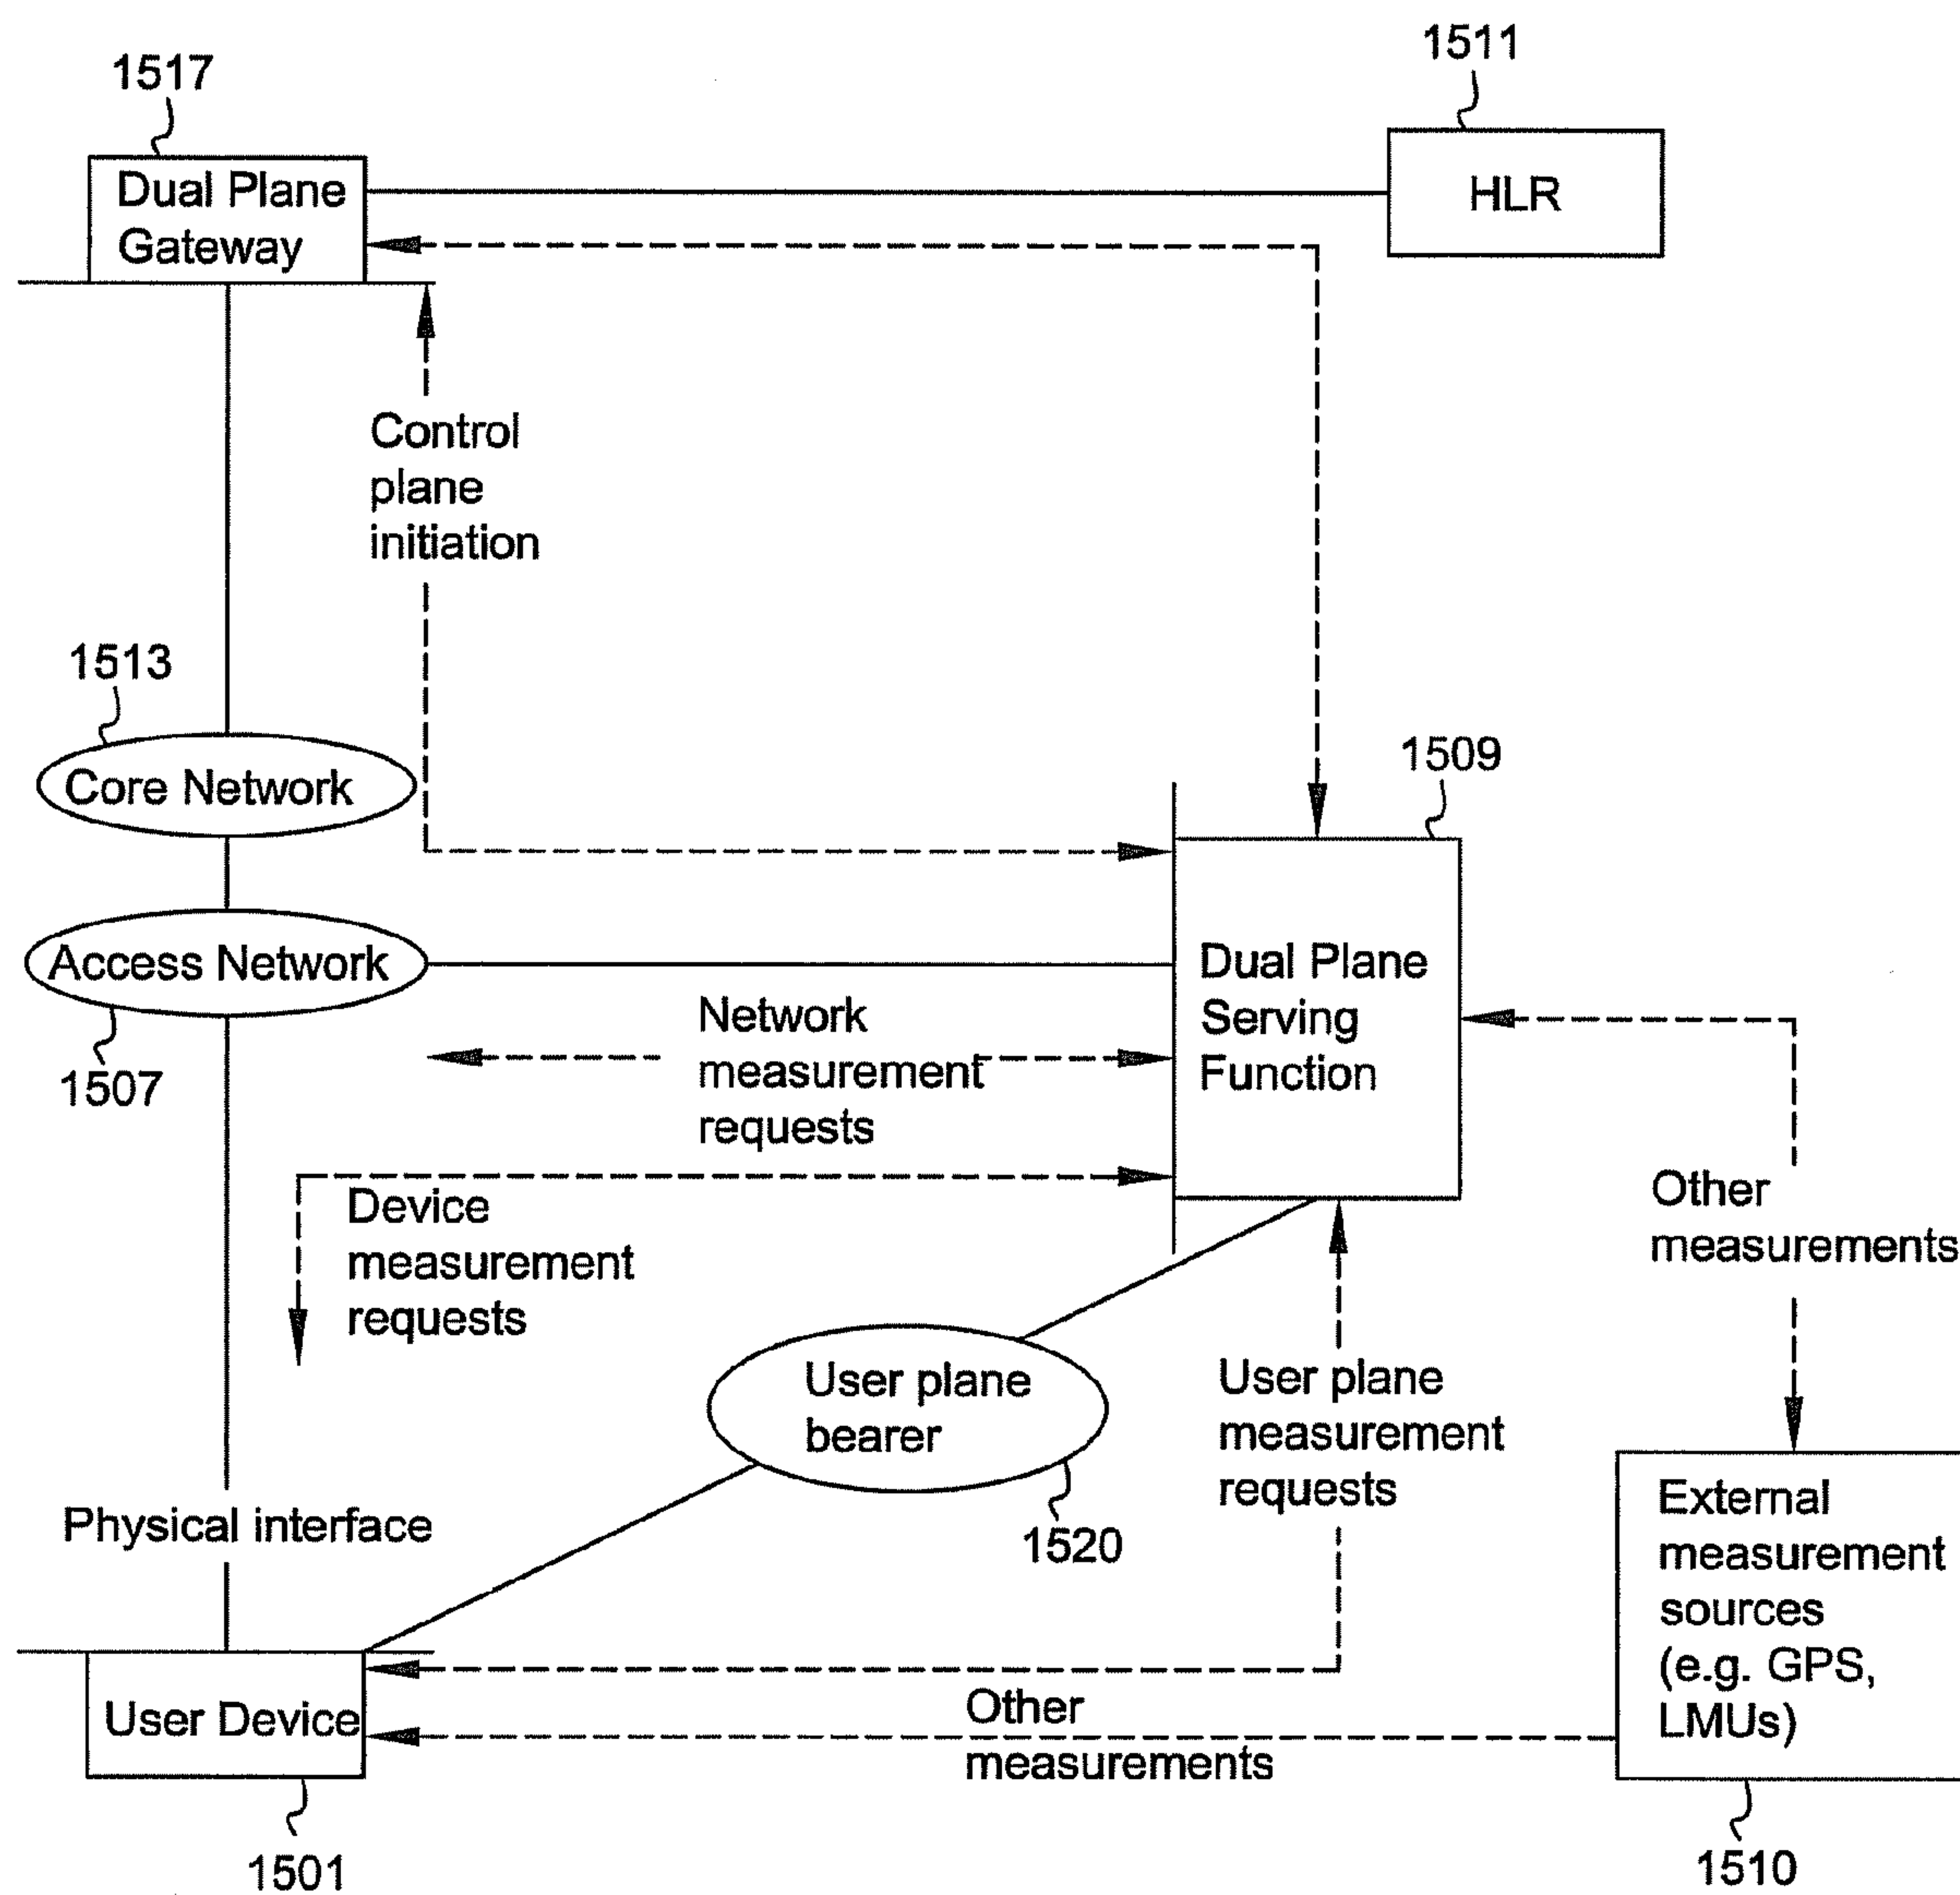 1517
1511
Dual Plane
Gateway
HLR
Control
plane
initiation
1513
Core Network
1509
Access Network
1507
Network
measurement
requests
Dual Plane
Serving
Function
Device
measurement
requests
Other
measurements
User plane
bearer
1520
User plane
measurement
requests
Physical interface
External
measurement
sources
(e.g. GPS,
LMUs)
User Device
Other
measurements
1501
1510